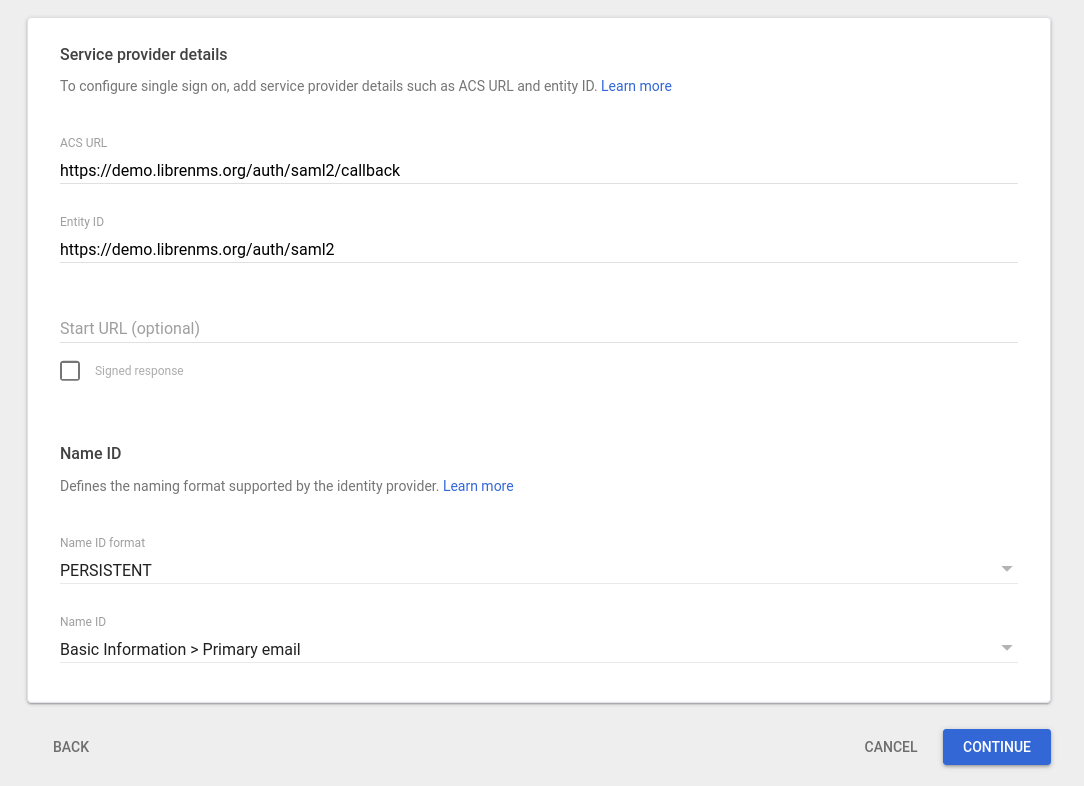 Service provider details
To configure single sign on, add service provider details such as ACS URL and entity ID. Learn more
ACS URL
https://demo.librenms.org/auth/saml2/callback
Entity ID
https://demo.librenms.org/auth/saml2
Start URL (optional)
Signed response
Name ID
Defines the naming format supported by the identity provider. Learn more
Name ID format
PERSISTENT
Name ID
Basic Information > Primary email
BACK CANCEL CONTINUE